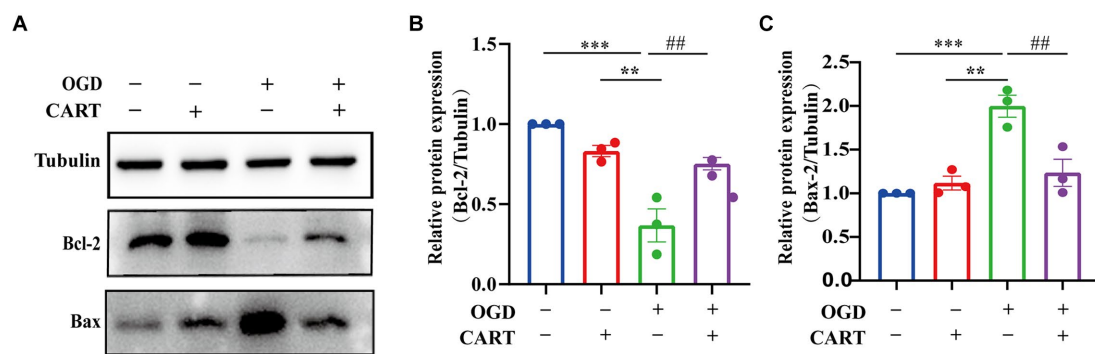 A
OGD − − + +
CART − + − +
Tubulin
Bcl-2
Bax
B
Relative protein expression
(Bcl-2/Tubulin)
1.5
1.0
0.5
0.0
*** ##
**
OGD − − + +
CART − + − +
C
Relative protein expression
(Bax-2/Tubulin)
2.5
2.0
1.5
1.0
0.5
0.0
*** ##
**
OGD − − + +
CART − + − +